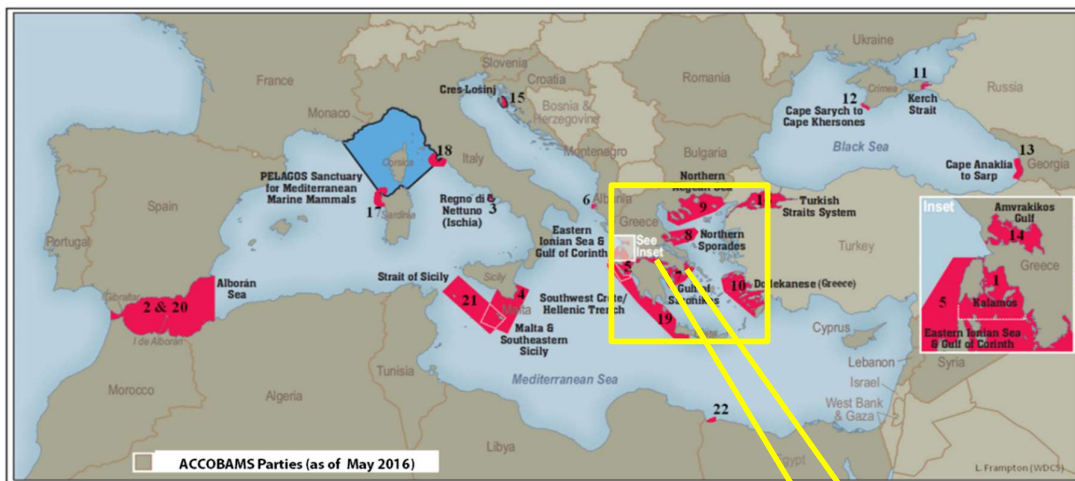 Ukraine
Russia
Slovenia
France
Croatia
Romania
Cres-Lošinj
15
Bosnia &
Herzegovina
Monaco
12
Crimea
11
Kerch
Strait
Cape Sarych to
Cape Khersones
Black Sea
13
Georgia
Cape Anaklia
to Sarp
18
Italy
Corsica
Montenegro
Bulgaria
PELAGOS Sanctuary
for Mediterranean
Marine Mammals
17
Sardinia
Regno di
Nettuno
(Ischia)
3
6
Albania
Northern
Aegean Sea
9
Turkish
Straits System
Greece
8
Northern
Sporades
Turkey
Spain
Portugal
Eastern
Ionian Sea &
Gulf of Corinth
See
Inset
5
7
Gulf of
Saronikos
10
Dodekanese (Greece)
Inset
Amvrakikos
Gulf
14
Greece
1
Kalamos
5
Eastern Ionian Sea
& Gulf of Corinth
Gibraltar
2 & 20
Alborán
Sea
I de Alborán
Strait of Sicily
Sicily
21
4
Malta
Malta &
Southeastern
Sicily
Southwest Crete/
Hellenic Trench
19
Cyprus
Lebanon
Syria
Israel
West Bank
& Gaza
Mediterranean Sea
Morocco
Algeria
Tunisia
Libya
22
Egypt
ACCOBAMS Parties (as of May 2016)
L. Frampton (WDCS)